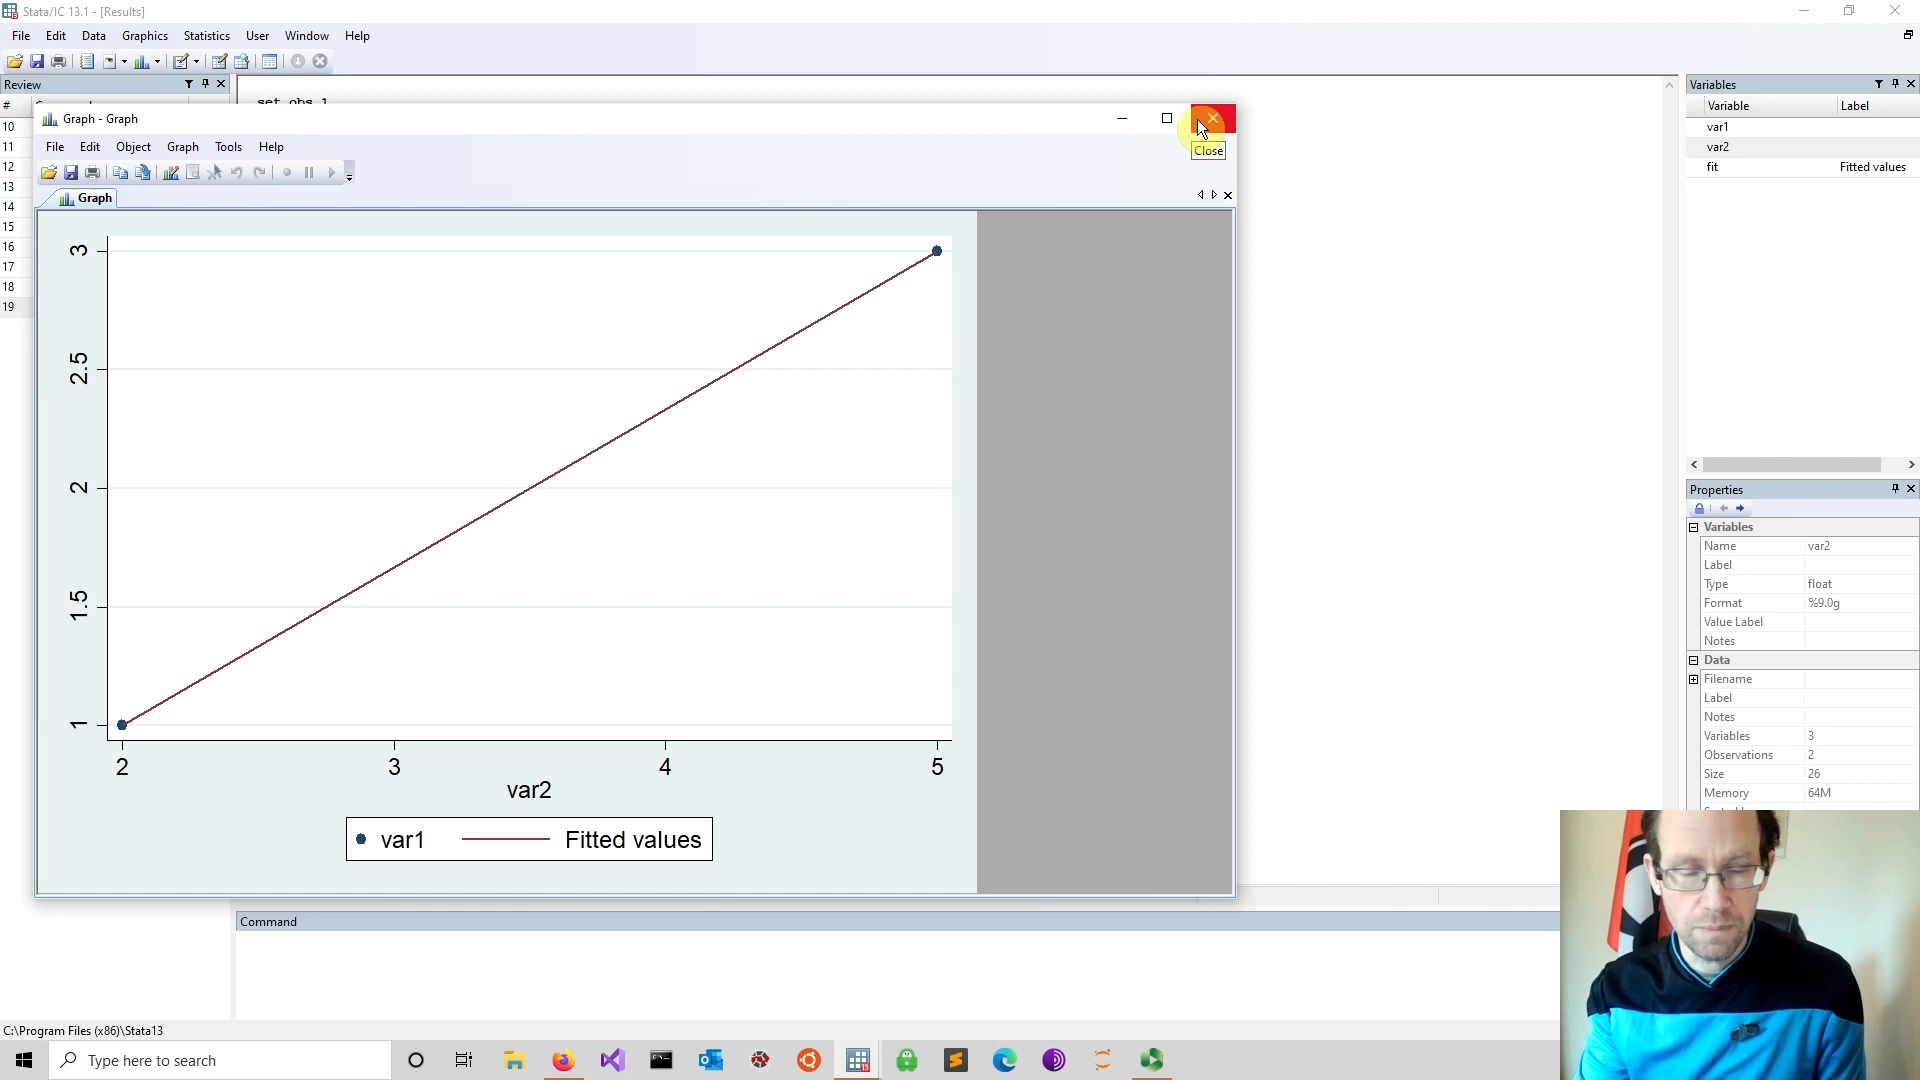 Stata/IC 13.1 - [Results]
File Edit Data Graphics Statistics User Window Help
Review
#
set obs 1
Variables
Variable Label
var1
var2
fit Fitted values
10
11
12
13
14
15
16
17
18
19
Graph - Graph
Close
File Edit Object Graph Tools Help
Graph
3
2.5
2
1.5
1
2 3 4 5
var2
var1 Fitted values
Properties
Variables
Name var2
Label
Type float
Format %9.0g
Value Label
Notes
Data
Filename
Label
Notes
Variables 3
Observations 2
Size 26
Memory 64M
Command
C:\Program Files (x86)\Stata13
Type here to search